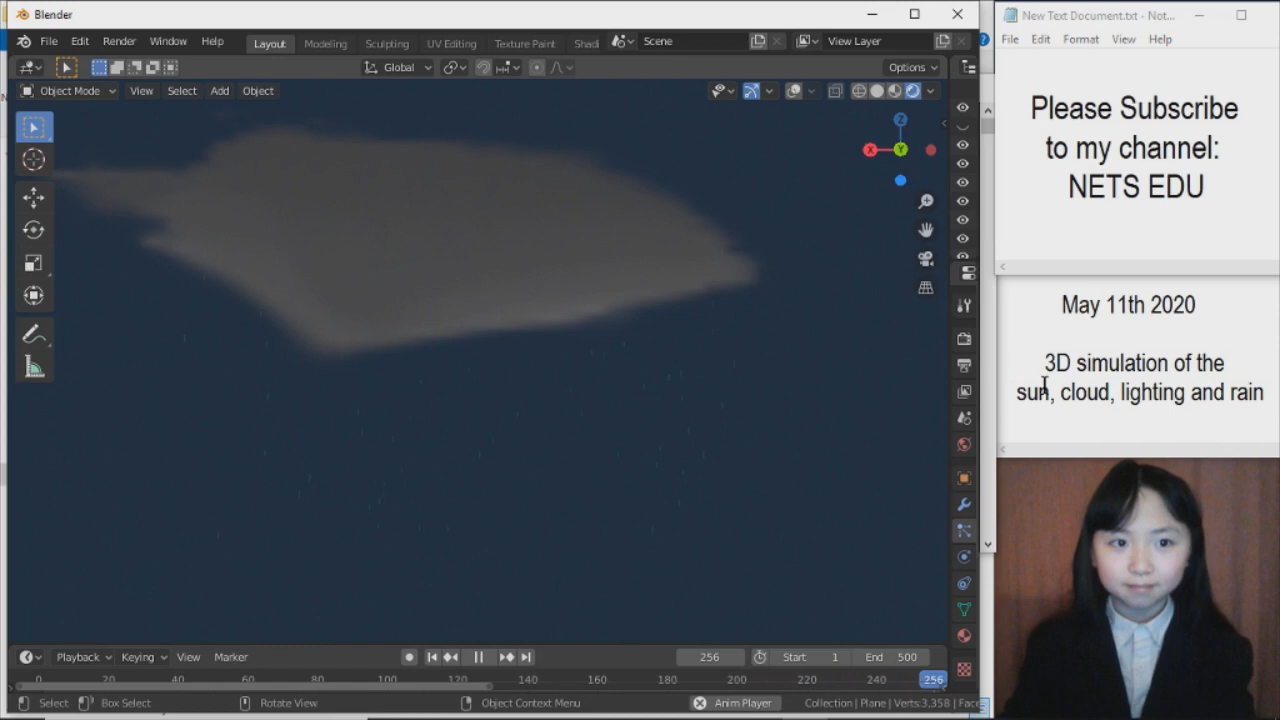 Blender
New Text Document.txt - Not...
File Edit Render Window Help Layout Modeling Sculpting UV Editing Texture Paint Shadi Scene View Layer
File Edit Format View Help
Global Options
Object Mode View Select Add Object
X Y Z
Please Subscribe
to my channel:
NETS EDU
May 11th 2020
3D simulation of the
sun, cloud, lighting and rain
Playback Keying View Marker 256 Start 1 End 500
0 20 40 60 80 100 120 140 160 180 200 220 240 256
Select Box Select Rotate View Object Context Menu Anim Player Collection | Plane | Verts:3,358 | Face